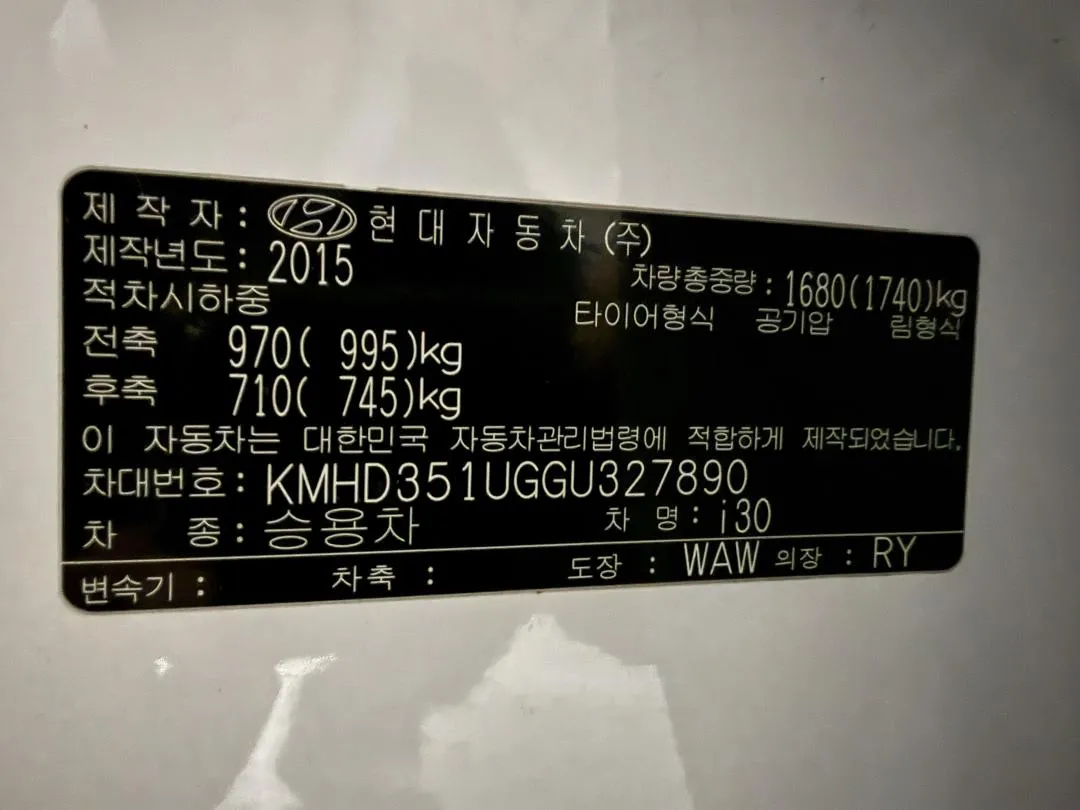 제 작 자 : 현 대 자 동 차 (주)
제작년도 : 2015 차량총중량 : 1680(1740)kg
적차시하중 타이어형식 공기압 림형식
전축 970( 995)kg
후축 710( 745)kg
이 자동차는 대한민국 자동차관리법령에 적합하게 제작되었습니다.
차대번호 : KMHD351UGGU327890
차 종 : 승용차 차 명 : i30
변속기 : 차축 : 도장 : WAW 의장 : RY